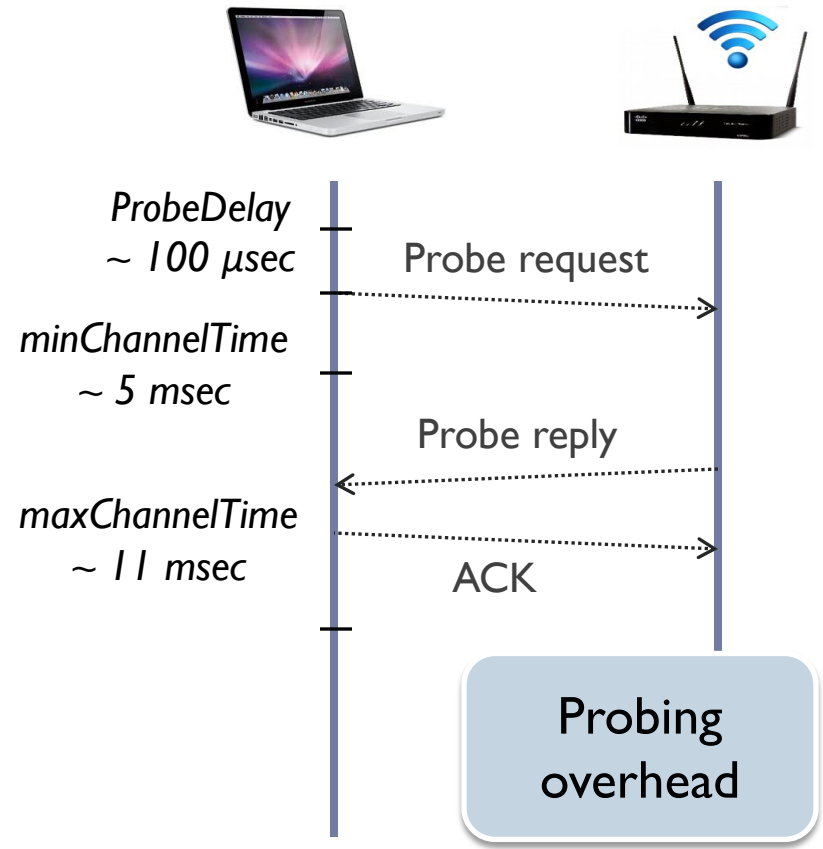 ProbeDelay
~ 100 μsec
Probe request
minChannelTime
~ 5 msec
Probe reply
maxChannelTime
~ 11 msec
ACK
Probing
overhead